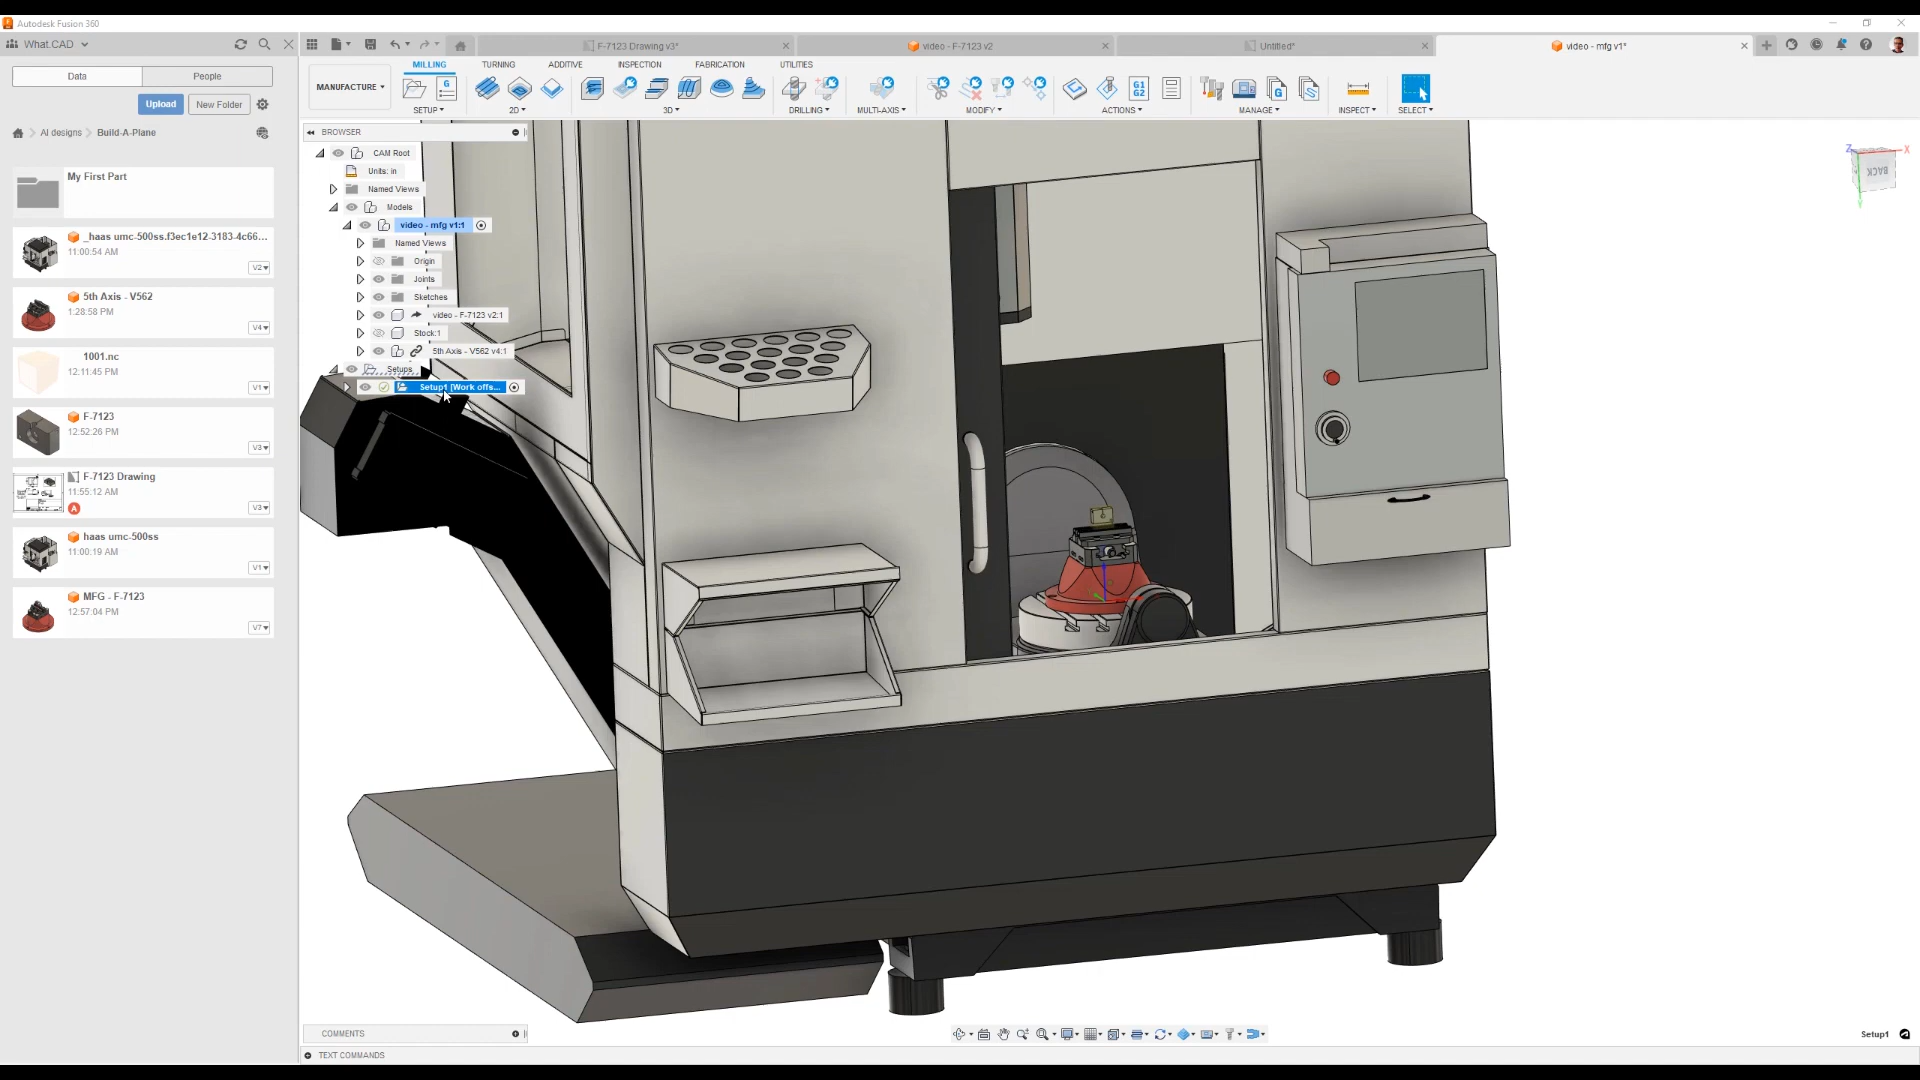 Autodesk Fusion 360
What.CAD
F-7123 Drawing v3*
video - F-7123 v2
Untitled*
video - mfg v1*
Data
People
Upload
New Folder
AI designs
Build-A-Plane
My First Part
_haas umc-500ss.f3ec1e12-3183-4c66...
11:00:54 AM
V2
5th Axis - V562
1:28:58 PM
V4
1001.nc
12:11:45 PM
V1
F-7123
12:52:26 PM
V3
F-7123 Drawing
11:55:12 AM
A
V3
haas umc-500ss
11:00:19 AM
V1
MFG - F-7123
12:57:04 PM
V7
MANUFACTURE
MILLING
TURNING
ADDITIVE
INSPECTION
FABRICATION
UTILITIES
G
G1
G2
SETUP
2D
3D
DRILLING
MULTI-AXIS
MODIFY
ACTIONS
MANAGE
INSPECT
SELECT
BROWSER
CAM Root
Units: in
Named Views
Models
video - mfg v1:1
Named Views
Origin
Joints
Sketches
video - F-7123 v2:1
Stock:1
5th Axis - V562 v4:1
Setups
Setup1 [Work offs...
Z
X
BACK
Y
COMMENTS
TEXT COMMANDS
Setup1